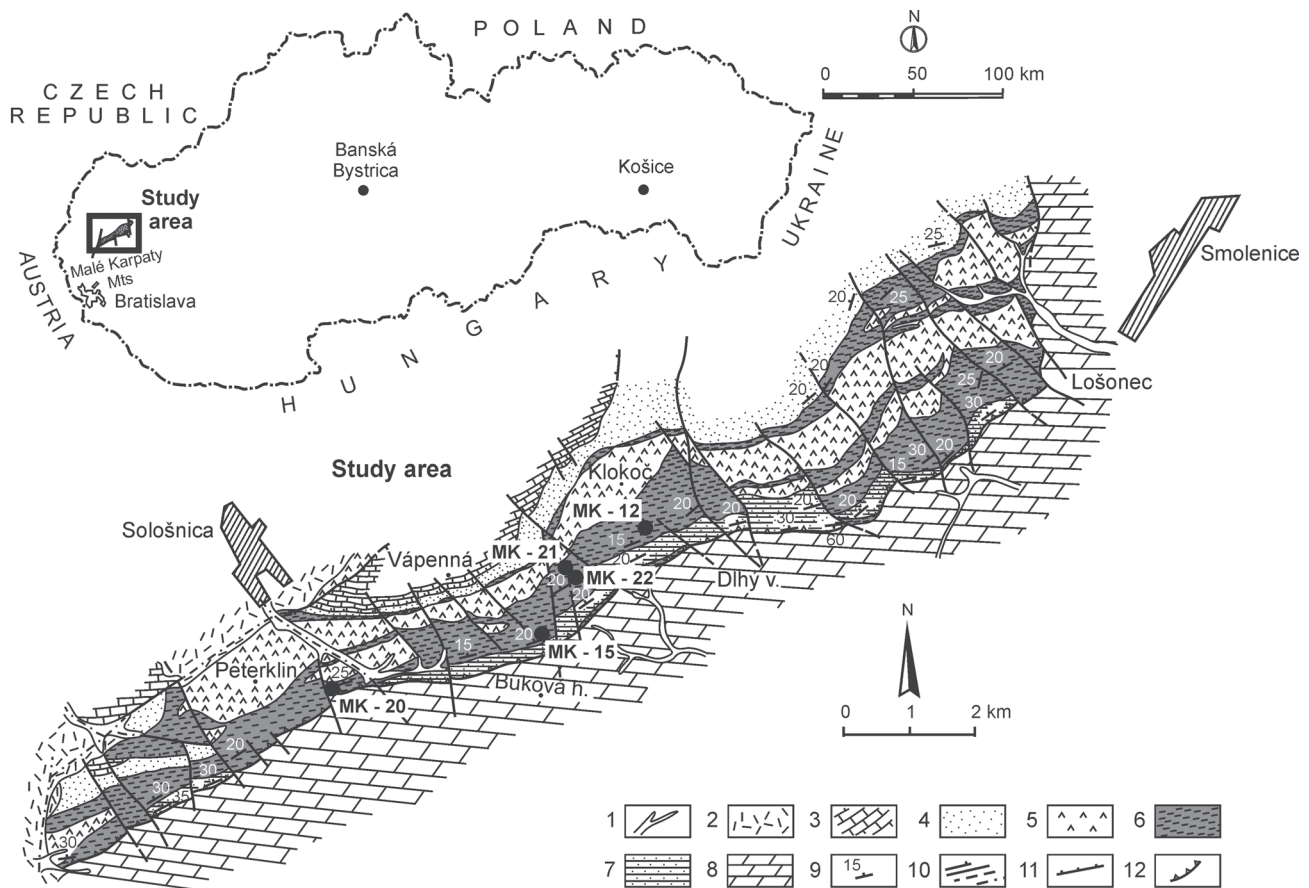 POLAND
CZECH
REPUBLIC
AUSTRIA
HUNGARY
UKRAINE
N
0 50 100 km
Banská
Bystrica
Košice
Study
area
Malé Karpaty
Mts
Bratislava
Study area
Smolenice
Lošonec
Klokoč
MK - 12
MK - 21
MK - 22
MK - 15
MK - 20
Dlhý v.
Sološnica
Vápenná
Peterklin
Buková h.
25
20
25
20
20
20
20
25
30
20
30
20
15
20
20
20
30
60
15
20
20
20
20
15
25
20
30
30
35
30
N
0 1 2 km
1 2 3 4 5 6
7 8 9 15 10 11 12